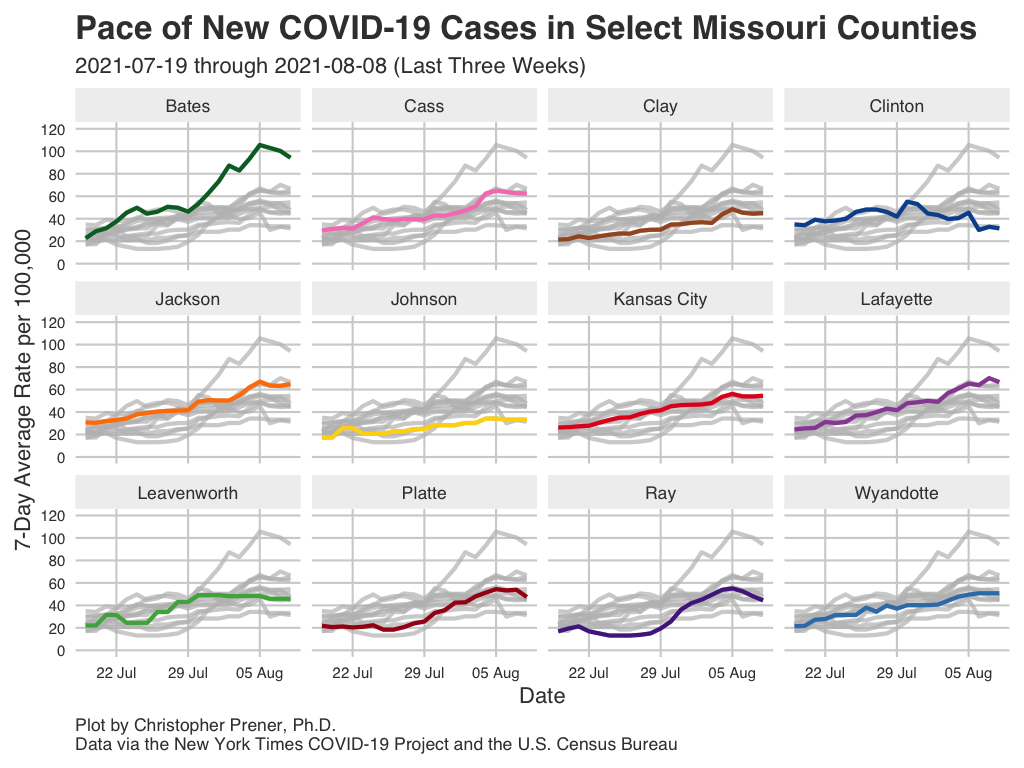 Pace of New COVID-19 Cases in Select Missouri Counties
2021-07-19 through 2021-08-08 (Last Three Weeks)
Bates Cass Clay Clinton
120
100
80
60
40
20
0
Jackson Johnson Kansas City Lafayette
120
100
80
60
40
20
0
Leavenworth Platte Ray Wyandotte
120
100
80
60
40
20
0
7-Day Average Rate per 100,000
22 Jul 29 Jul 05 Aug 22 Jul 29 Jul 05 Aug 22 Jul 29 Jul 05 Aug 22 Jul 29 Jul 05 Aug
Date
Plot by Christopher Prener, Ph.D.
Data via the New York Times COVID-19 Project and the U.S. Census Bureau